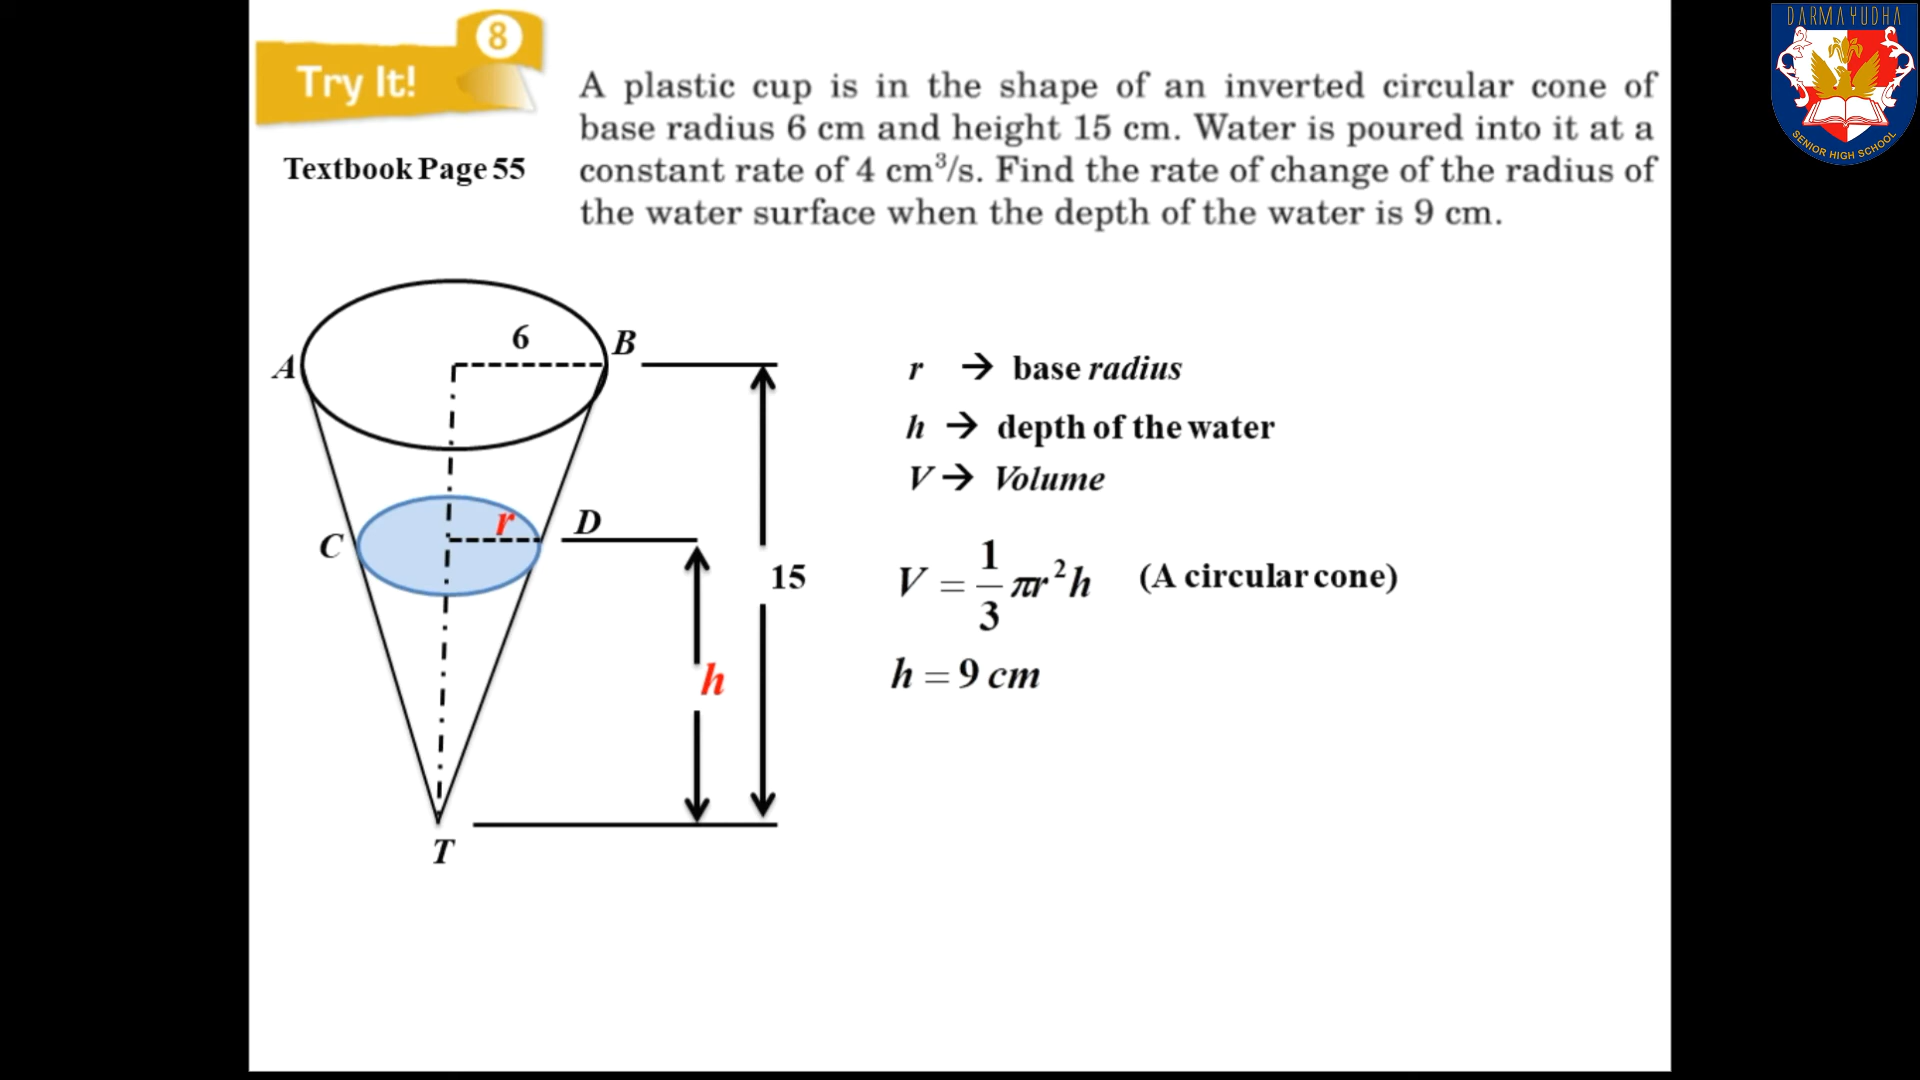 8
Try It!
Textbook Page 55
A plastic cup is in the shape of an inverted circular cone of
base radius 6 cm and height 15 cm. Water is poured into it at a
constant rate of 4 cm³/s. Find the rate of change of the radius of
the water surface when the depth of the water is 9 cm.
DARMA YUDHA
SENIOR HIGH SCHOOL
6
B
A
r
D
C
15
h
T
r → base radius
h → depth of the water
V → Volume
V = 1/3 πr²h (A circular cone)
h = 9 cm